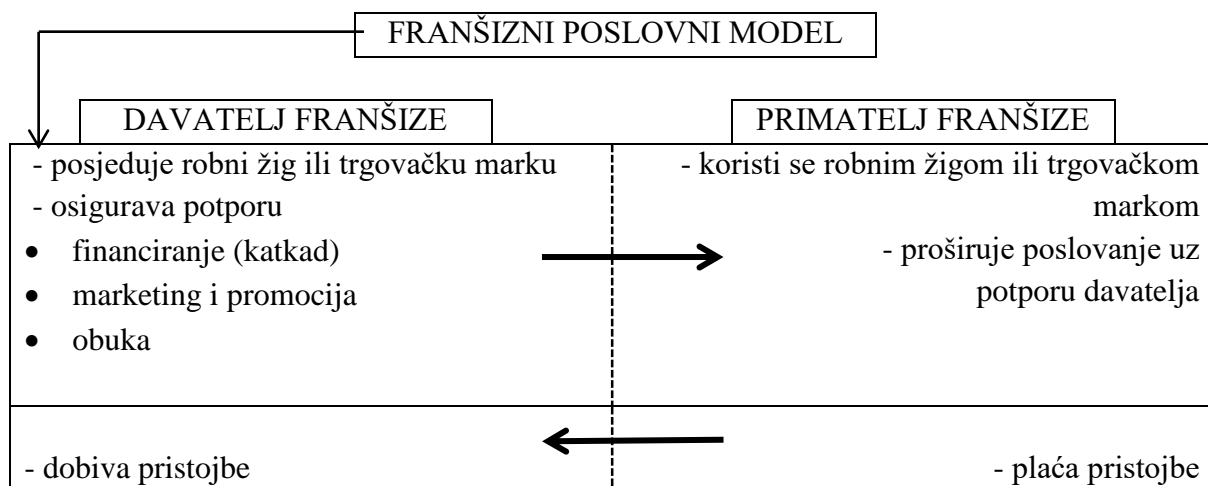 FRANŠIZNI POSLOVNI MODEL
DAVATELJ FRANŠIZE
- posjeduje robni žig ili trgovačku marku
- osigurava potporu
• financiranje (katkad)
• marketing i promocija
• obuka
PRIMATELJ FRANŠIZE
- koristi se robnim žigom ili trgovačkom
markom
- proširuje poslovanje uz
potporu davatelja
- dobiva pristojbe
- plaća pristojbe